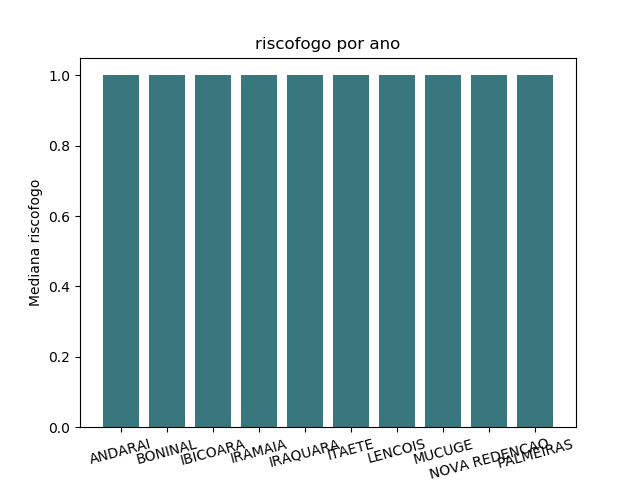 riscofogo por ano
Mediana riscofogo
1.0
0.8
0.6
0.4
0.2
0.0
ANDARAI
BONINAL
IBICOARA
IRAMAIA
IRAQUARA
ITAETE
LENCOIS
MUCUGE
NOVA REDENCAO
PALMEIRAS